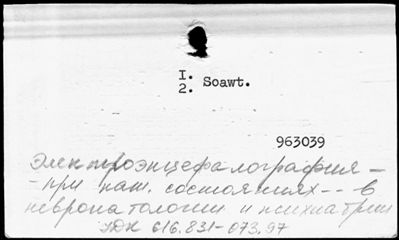 I.
2. Soawt.
963039
Электроэнцефалография -
- при пат. состояниях -- в
невропатологии и психиатрии
УДК 616.831-073.97